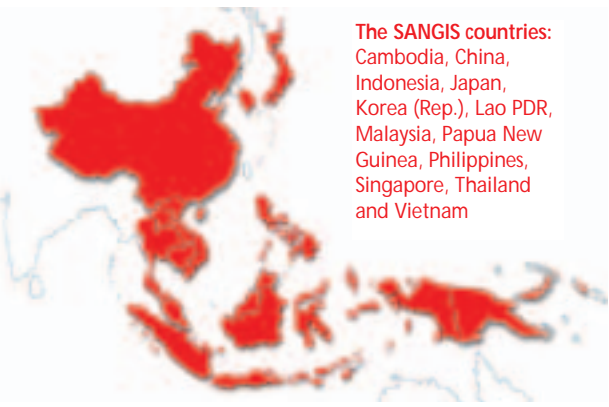 The SANGIS countries:
Cambodia, China,
Indonesia, Japan,
Korea (Rep.), Lao PDR,
Malaysia, Papua New
Guinea, Philippines,
Singapore, Thailand
and Vietnam